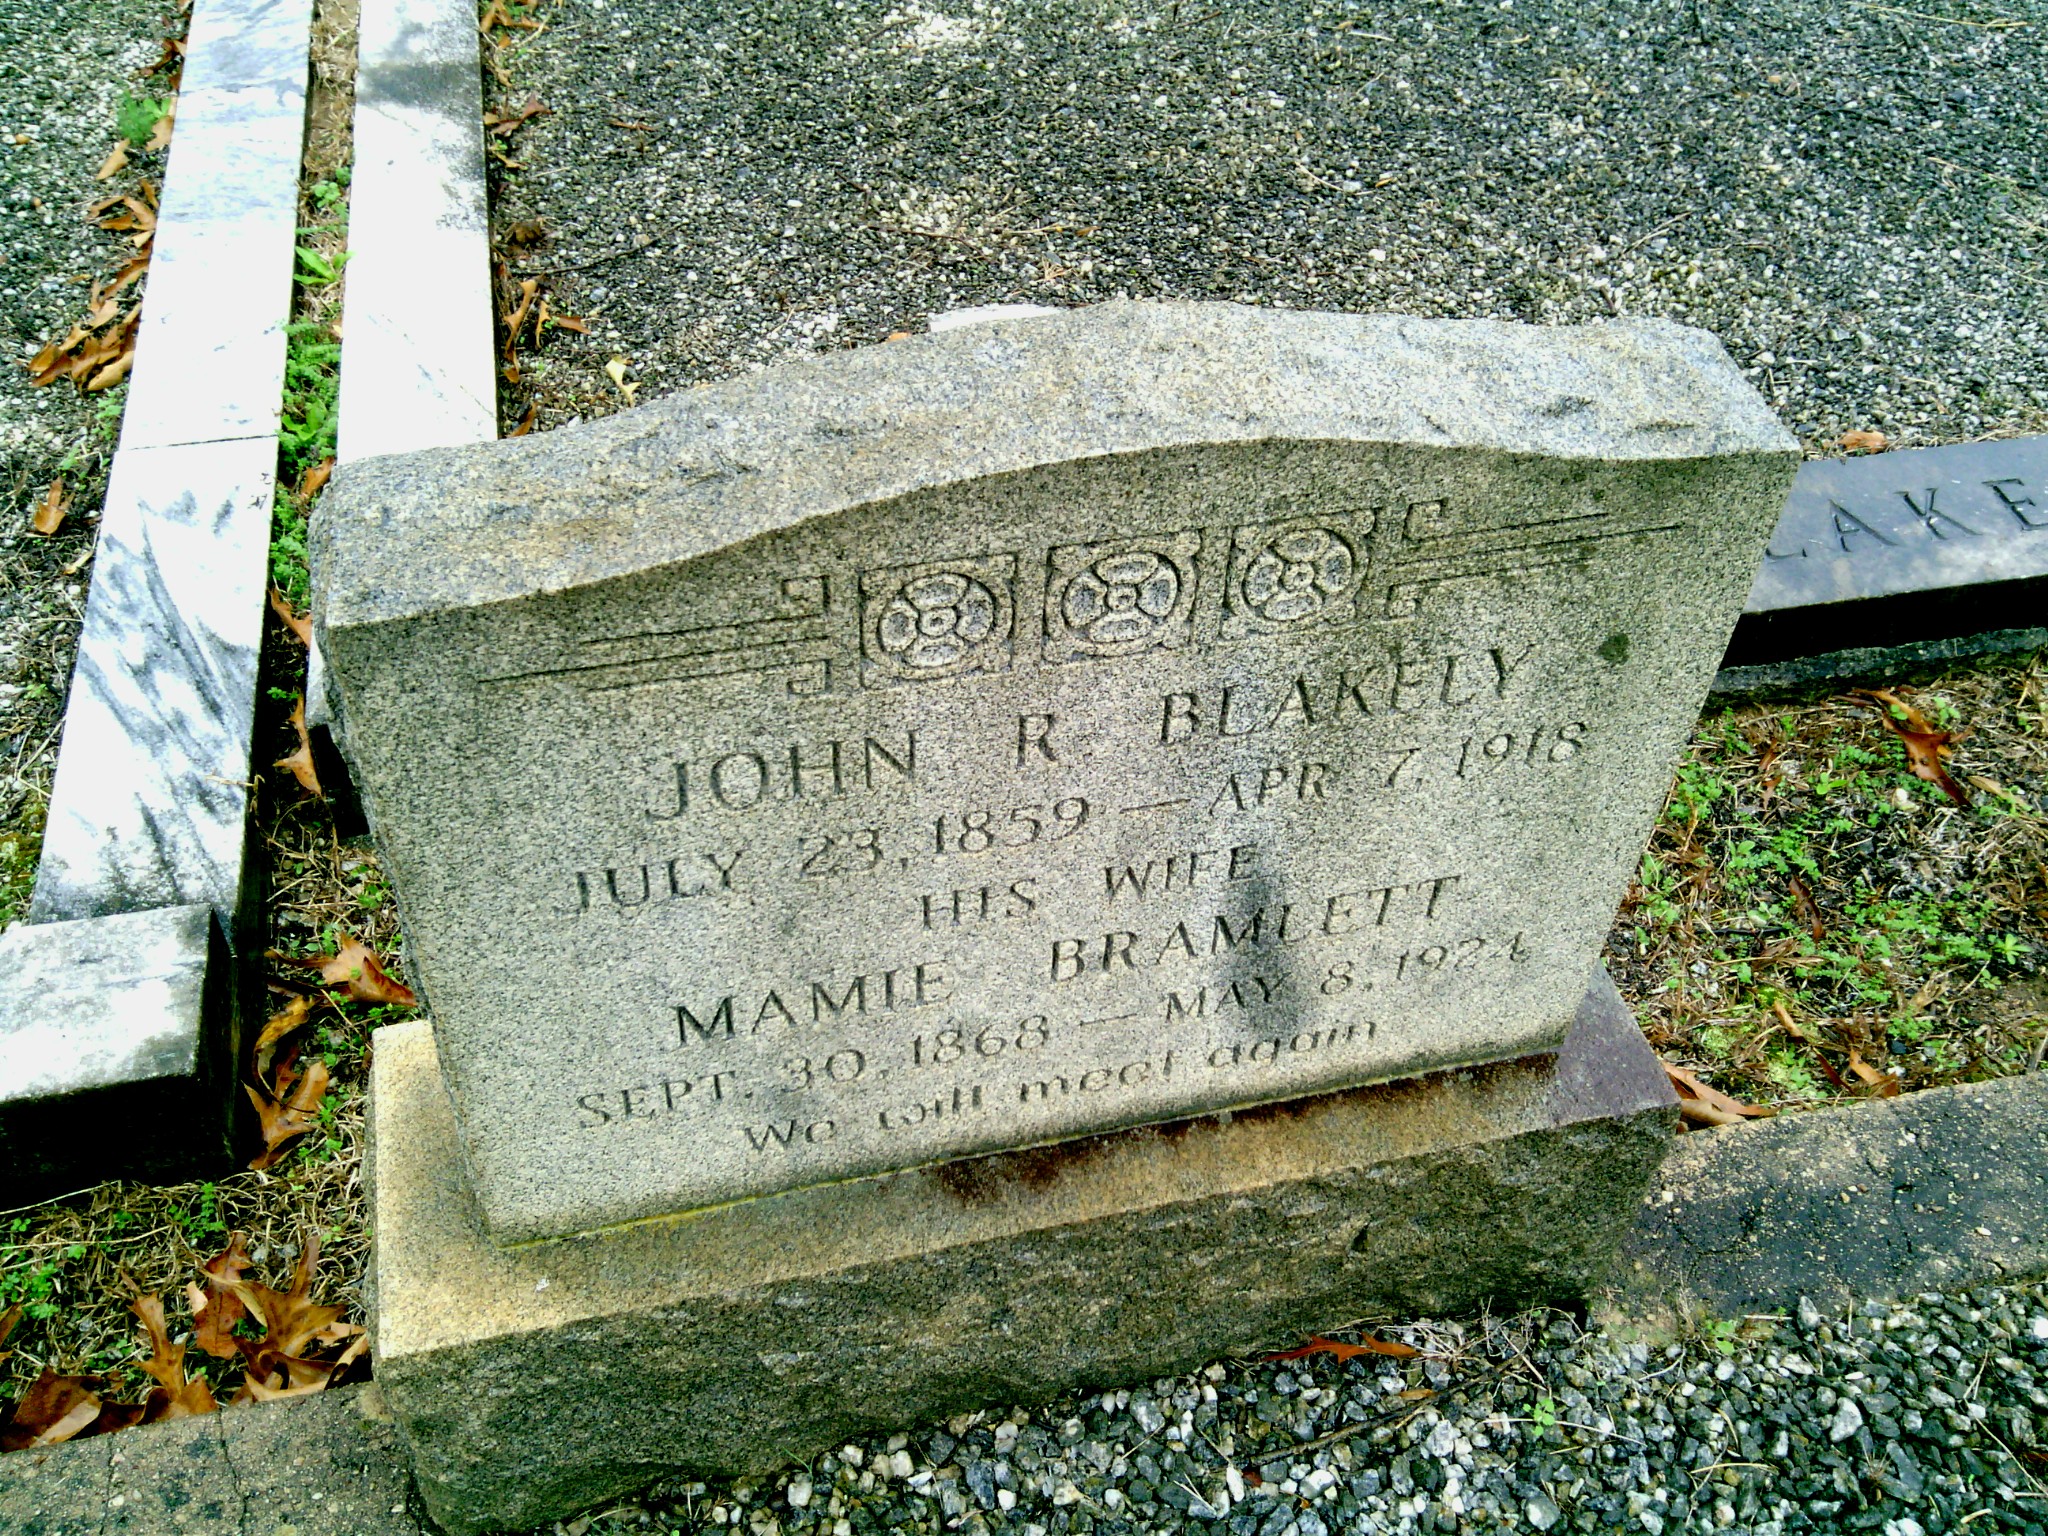 JOHN R BLAKELY
JULY 23, 1859 — APR 7, 1918
HIS WIFE
MAMIE BRAMLETT
SEPT. 30, 1868 — MAY 8, 1924
We will meet again
LAKE